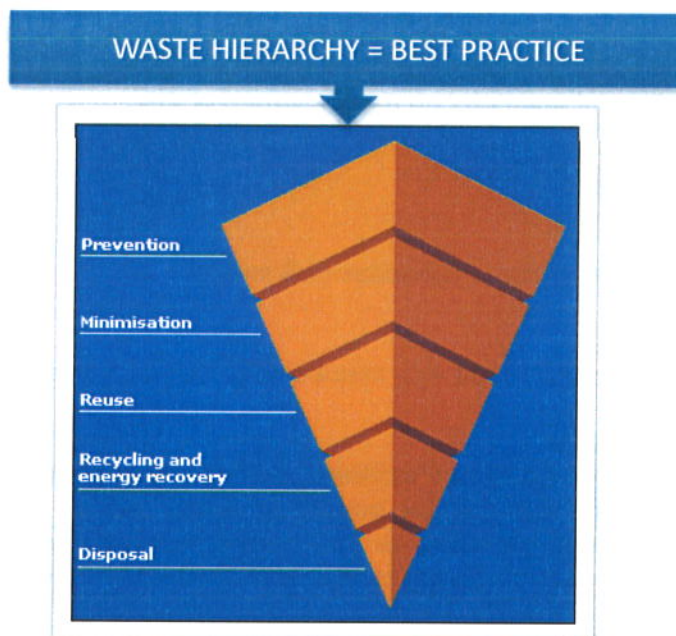 WASTE HIERARCHY = BEST PRACTICE
Prevention
Minimisation
Reuse
Recycling and
energy recovery
Disposal